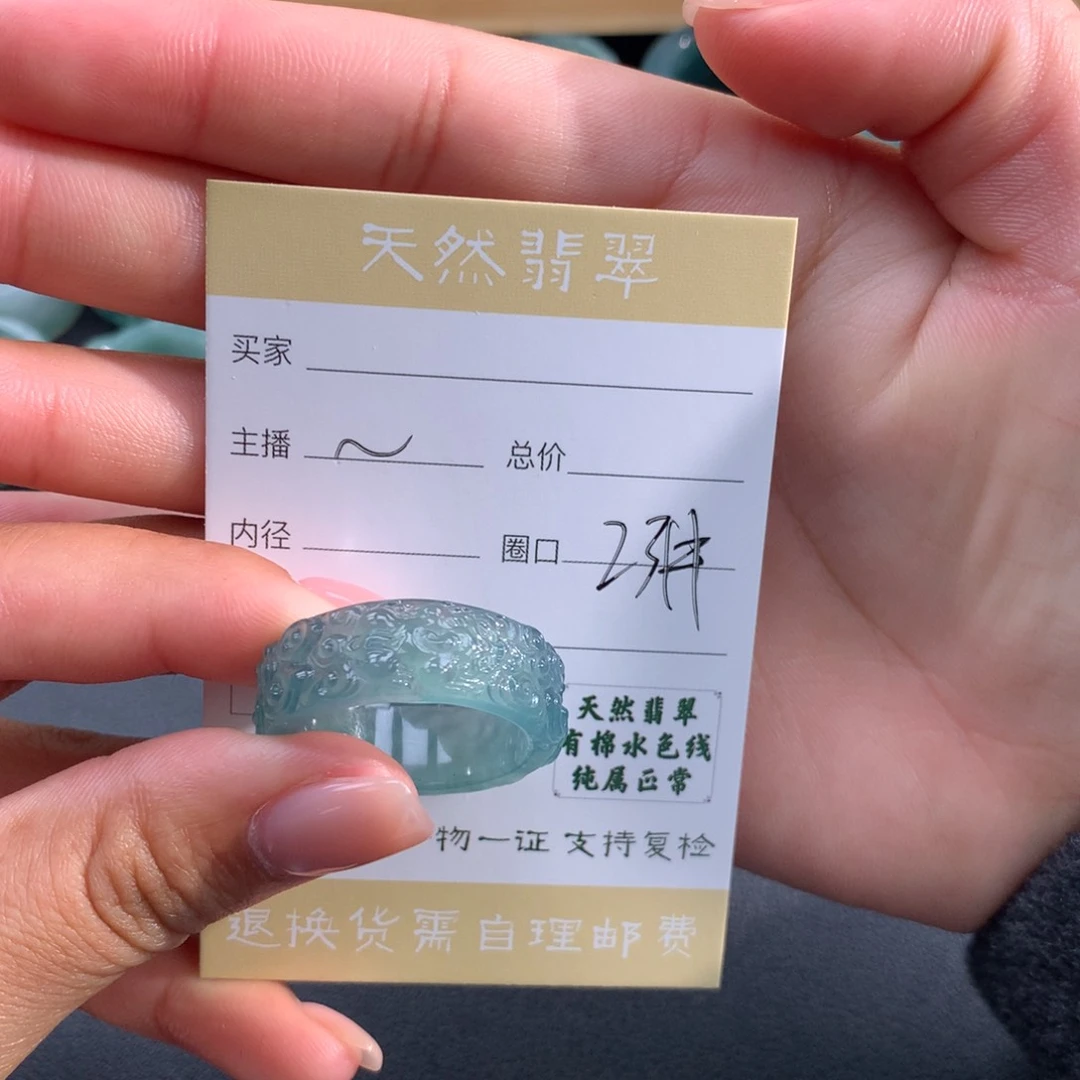 天然翡翠
买家
主播
总价
内径
圈口
天然翡翠
有棉水色线
纯属正常
物一证 支持复检
退换货需自理邮费